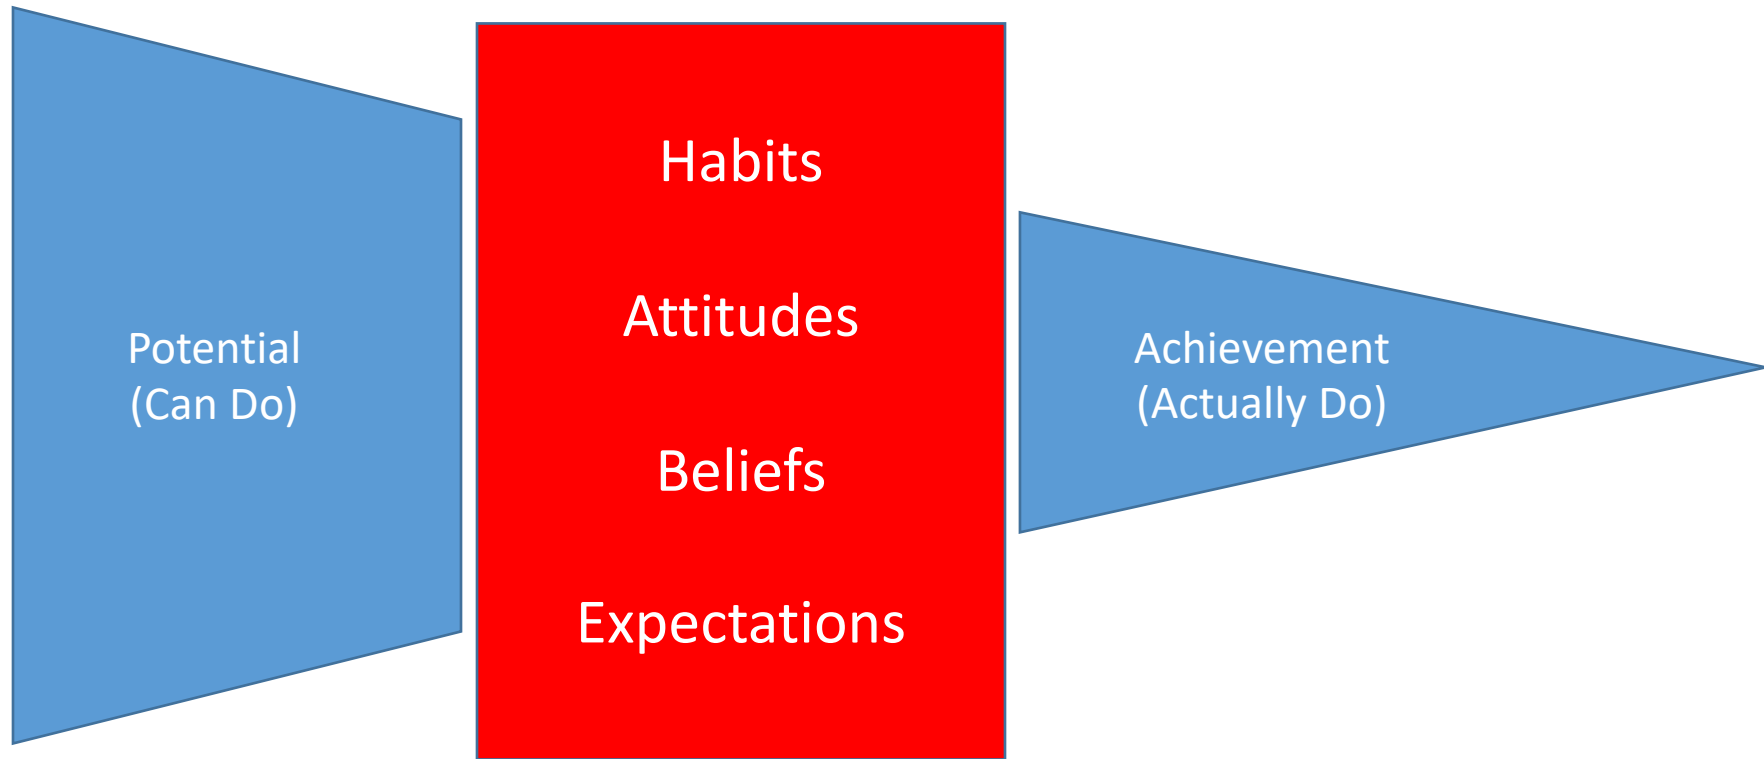 Potential
(Can Do)
Habits
Attitudes
Beliefs
Expectations
Achievement
(Actually Do)